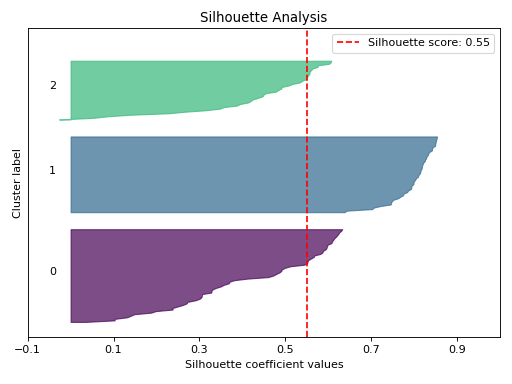 Silhouette Analysis
Silhouette score: 0.55
Cluster label
2
1
0
−0.1 0.1 0.3 0.5 0.7 0.9
Silhouette coefficient values